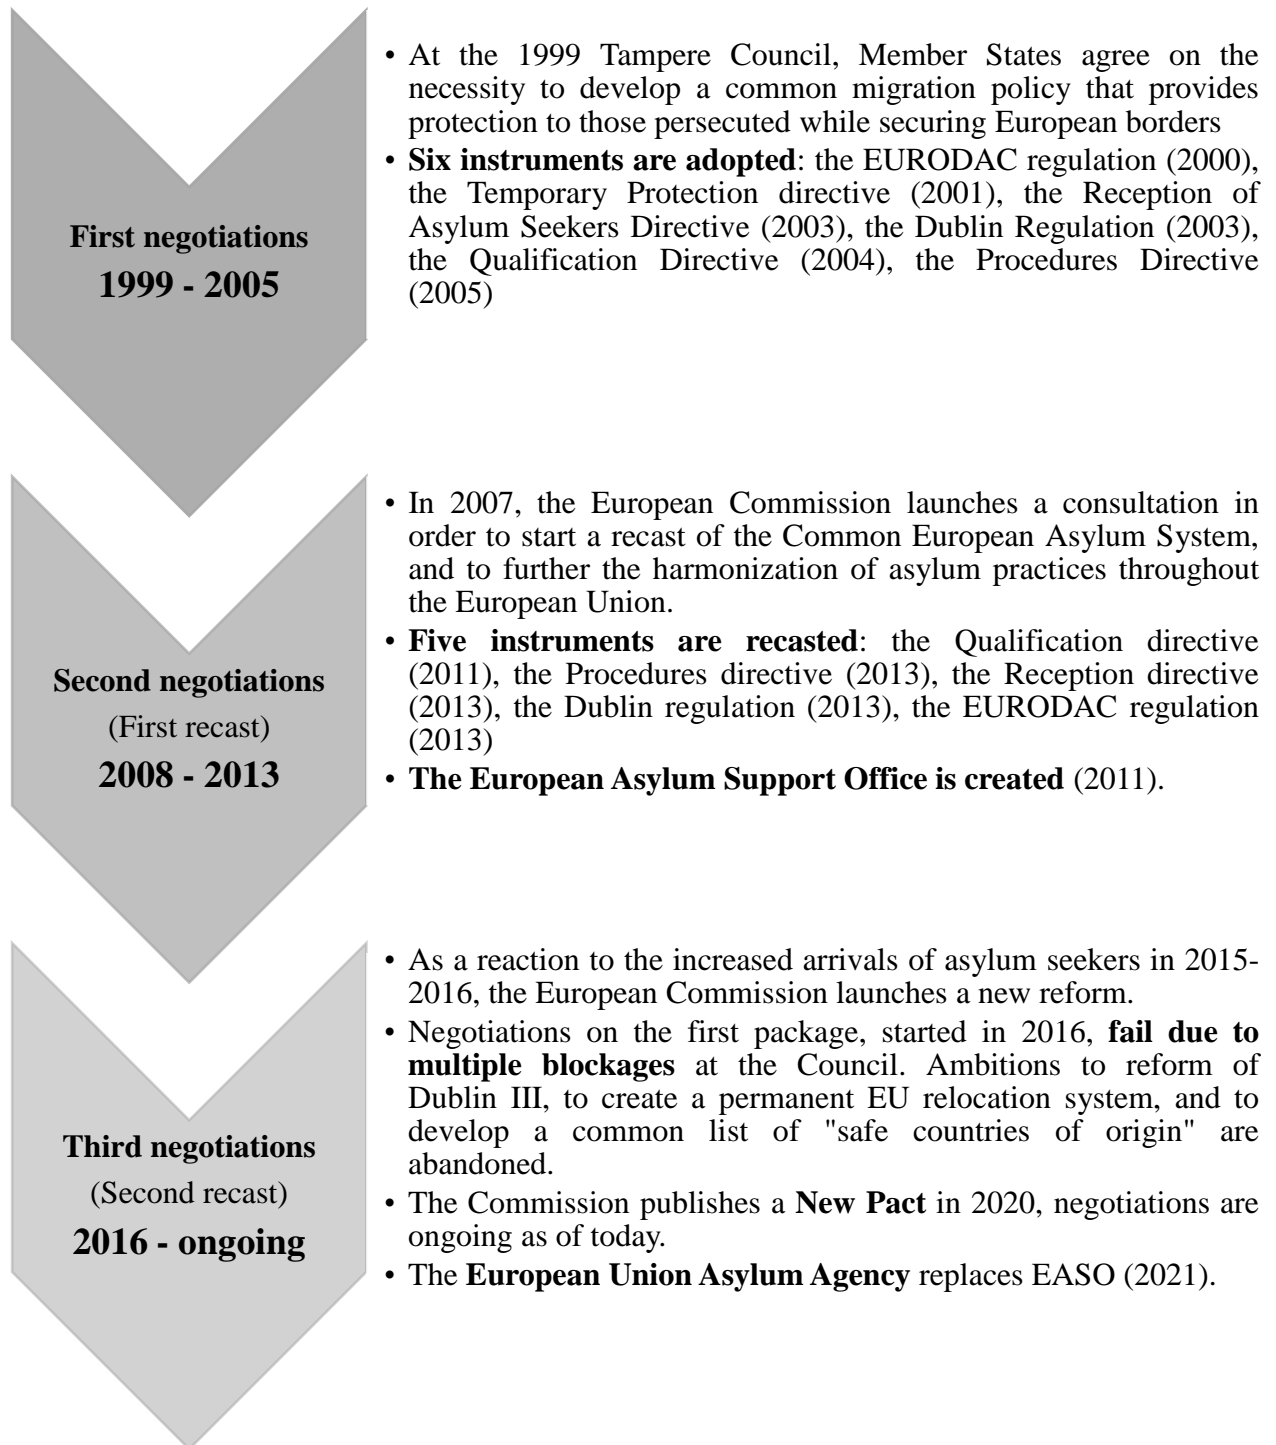 First negotiations
1999 - 2005
• At the 1999 Tampere Council, Member States agree on the
necessity to develop a common migration policy that provides
protection to those persecuted while securing European borders
• Six instruments are adopted: the EURODAC regulation (2000),
the Temporary Protection directive (2001), the Reception of
Asylum Seekers Directive (2003), the Dublin Regulation (2003),
the Qualification Directive (2004), the Procedures Directive
(2005)
Second negotiations
(First recast)
2008 - 2013
• In 2007, the European Commission launches a consultation in
order to start a recast of the Common European Asylum System,
and to further the harmonization of asylum practices throughout
the European Union.
• Five instruments are recasted: the Qualification directive
(2011), the Procedures directive (2013), the Reception directive
(2013), the Dublin regulation (2013), the EURODAC regulation
(2013)
• The European Asylum Support Office is created (2011).
Third negotiations
(Second recast)
2016 - ongoing
• As a reaction to the increased arrivals of asylum seekers in 2015-
2016, the European Commission launches a new reform.
• Negotiations on the first package, started in 2016, fail due to
multiple blockages at the Council. Ambitions to reform of
Dublin III, to create a permanent EU relocation system, and to
develop a common list of "safe countries of origin" are
abandoned.
• The Commission publishes a New Pact in 2020, negotiations are
ongoing as of today.
• The European Union Asylum Agency replaces EASO (2021).